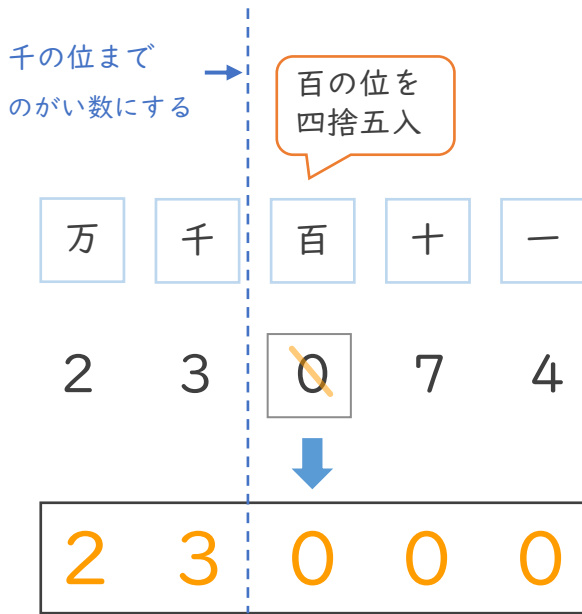 千の位まで
のがい数にする
百の位を
四捨五入
万 千 百 十 一
2 3 0 7 4
2 3 0 0 0